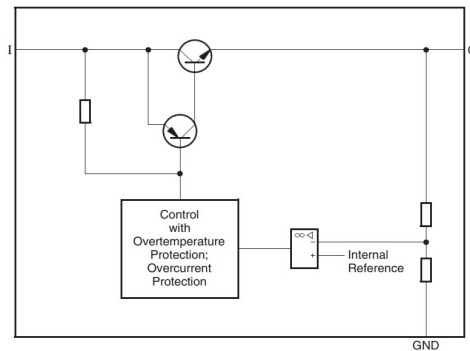 I
Control
with
Overtemperature
Protection;
Overcurrent
Protection
∞
−
+
Internal
Reference
GND